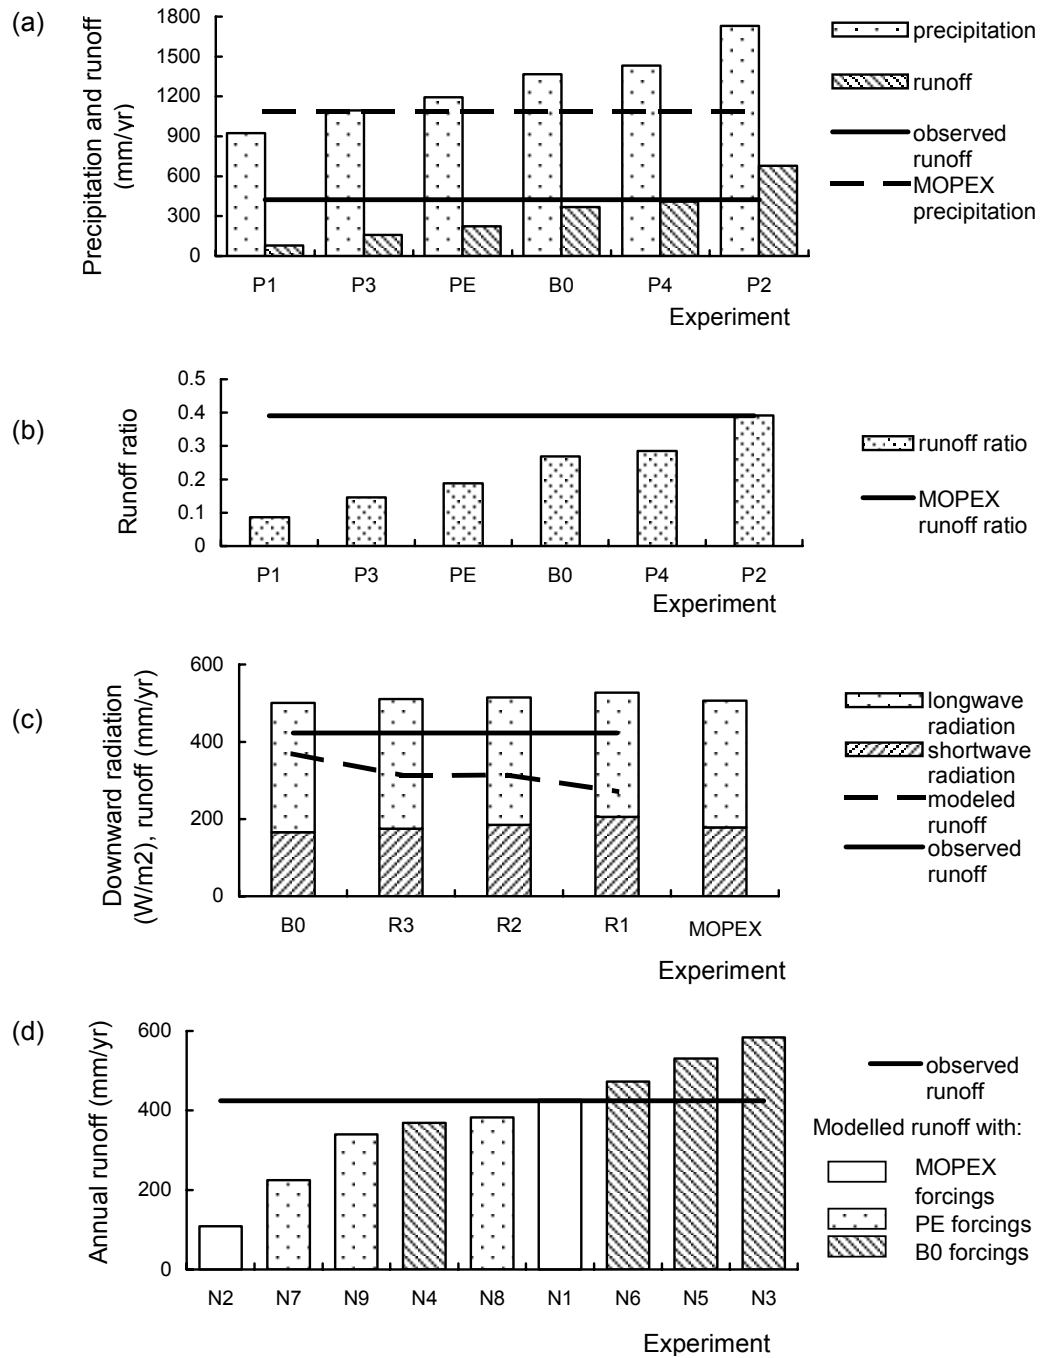 (a)
Precipitation and runoff
(mm/yr)
1800
1500
1200
900
600
300
0
P1 P3 PE B0 P4 P2
Experiment
precipitation
runoff
observed
runoff
MOPEX
precipitation
(b)
Runoff ratio
0.5
0.4
0.3
0.2
0.1
0
P1 P3 PE B0 P4 P2
Experiment
runoff ratio
MOPEX
runoff ratio
(c)
Downward radiation
(W/m2), runoff (mm/yr)
600
400
200
0
B0 R3 R2 R1 MOPEX
Experiment
longwave
radiation
shortwave
radiation
modeled
runoff
observed
runoff
(d)
Annual runoff (mm/yr)
600
400
200
0
N2 N7 N9 N4 N8 N1 N6 N5 N3
Experiment
observed
runoff
Modelled runoff with:
MOPEX
forcings
PE forcings
B0 forcings